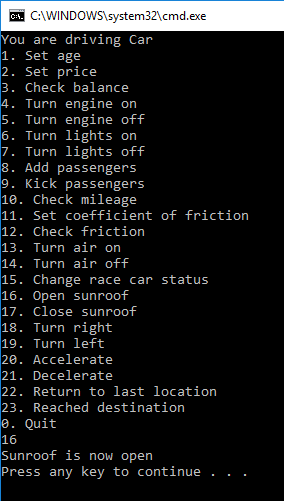 C:\WINDOWS\system32\cmd.exe
You are driving Car
1. Set age
2. Set price
3. Check balance
4. Turn engine on
5. Turn engine off
6. Turn lights on
7. Turn lights off
8. Add passengers
9. Kick passengers
10. Check mileage
11. Set coefficient of friction
12. Check friction
13. Turn air on
14. Turn air off
15. Change race car status
16. Open sunroof
17. Close sunroof
18. Turn right
19. Turn left
20. Accelerate
21. Decelerate
22. Return to last location
23. Reached destination
0. Quit
16
Sunroof is now open
Press any key to continue . . .